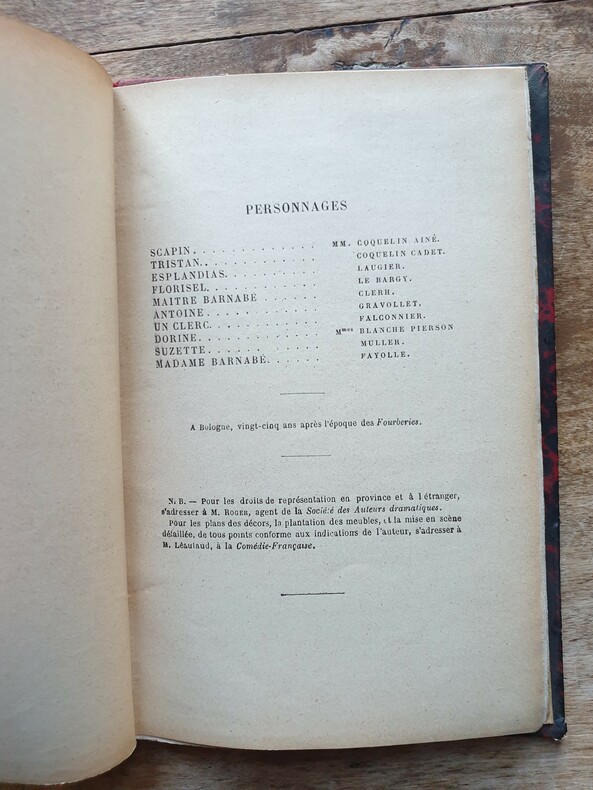 PERSONNAGES
SCAPIN. . . . . . . . . . . . . MM. COQUELIN AINÉ.
TRISTAN. . . . . . . . . . . . COQUELIN CADET.
ESPLANDIAS. . . . . . . . . . LAUGIER.
FLORISEL. . . . . . . . . . . . LE BARGY.
MAITRE BARNABÉ . . . . . . CLERH.
ANTOINE . . . . . . . . . . . GRAVOLLET.
UN CLERC. . . . . . . . . . . FALCONNIER.
DORINE. . . . . . . . . . . . Mmes BLANCHE PIERSON
SUZETTE. . . . . . . . . . . MULLER.
MADAME BARNABÉ. . . . . . FAYOLLE.
A Bologne, vingt-cinq ans après l'époque des Fourberies.
N. B. — Pour les droits de représentation en province et à l'étranger,
s'adresser à M. ROGER, agent de la Société des Auteurs dramatiques.
Pour les plans des décors, la plantation des meubles, et la mise en scène
détaillée, de tous points conforme aux indications de l'auteur, s'adresser à
M. Léautaud, à la Comédie-Française.